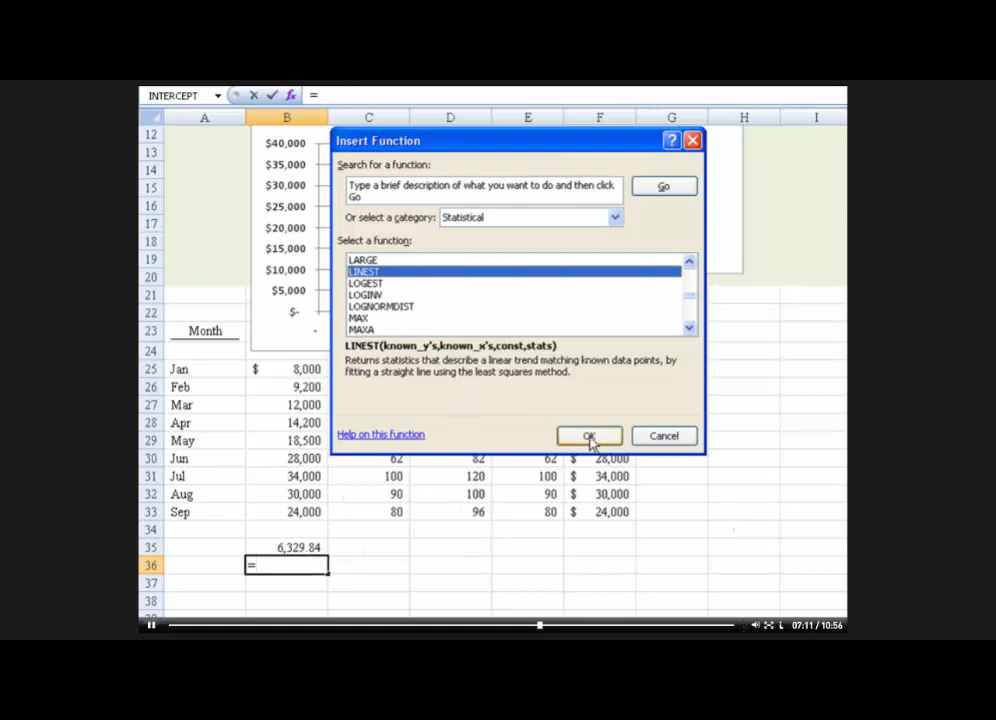 INTERCEPT =
A B C D E F G H I
12 $40,000
13 $35,000
14 $30,000
15 $25,000
16
17 $20,000
18 $15,000
19 $10,000
20 $5,000
21 $-
22
23 Month -
24
25 Jan $ 8,000
26 Feb 9,200
27 Mar 12,000
28 Apr 14,200
29 May 18,500
30 Jun 28,000 62 82 62 $ 28,000
31 Jul 34,000 100 120 100 $ 34,000
32 Aug 30,000 90 100 90 $ 30,000
33 Sep 24,000 80 96 80 $ 24,000
34
35 6,329.84
36 =
37
38
Insert Function
Search for a function:
Type a brief description of what you want to do and then click
Go
Go
Or select a category: Statistical
Select a function:
LARGE
LINEST
LOGEST
LOGINV
LOGNORMDIST
MAX
MAXA
LINEST(known_y's,known_x's,const,stats)
Returns statistics that describe a linear trend matching known data points, by
fitting a straight line using the least squares method.
Help on this function OK Cancel
07:11 / 10:56